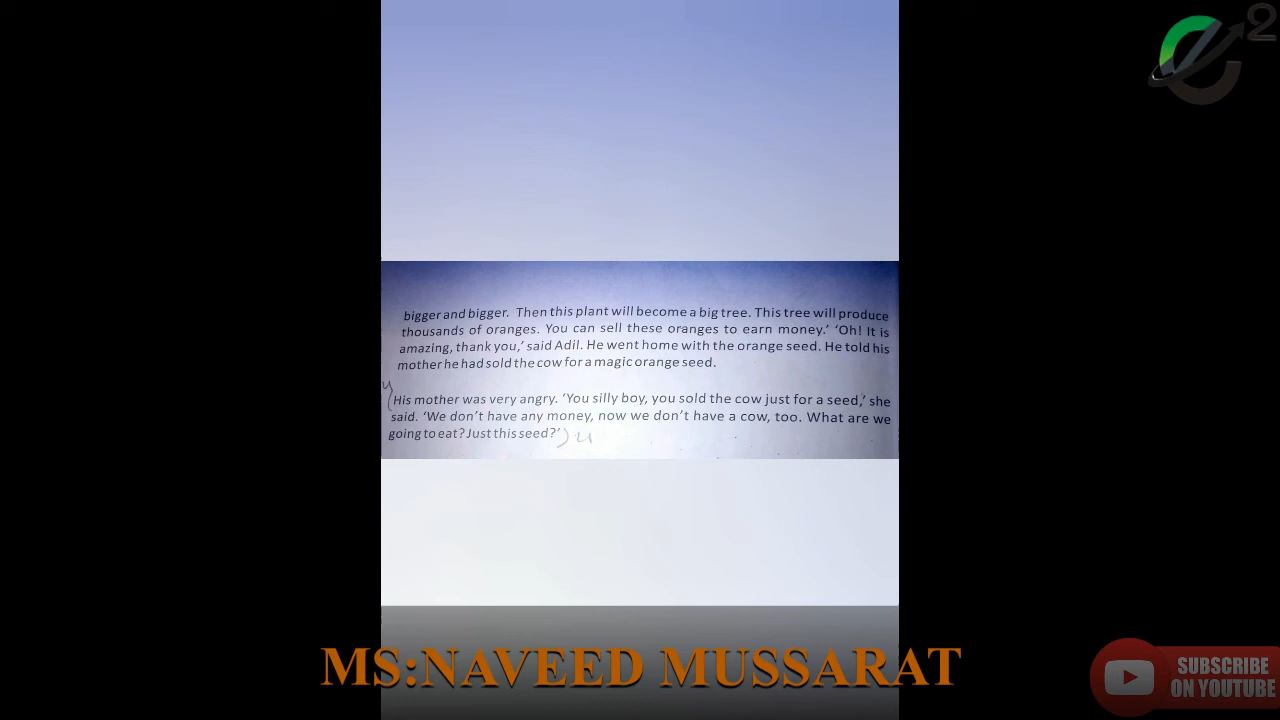 2
bigger and bigger. Then this plant will become a big tree. This tree will produce
thousands of oranges. You can sell these oranges to earn money.' 'Oh! It is
amazing, thank you,' said Adil. He went home with the orange seed. He told his
mother he had sold the cow for a magic orange seed.
His mother was very angry. 'You silly boy, you sold the cow just for a seed,' she
said. 'We don't have any money, now we don't have a cow, too. What are we
going to eat? Just this seed?'
MS:NAVEED MUSSARAT
SUBSCRIBE
ON YOUTUBE